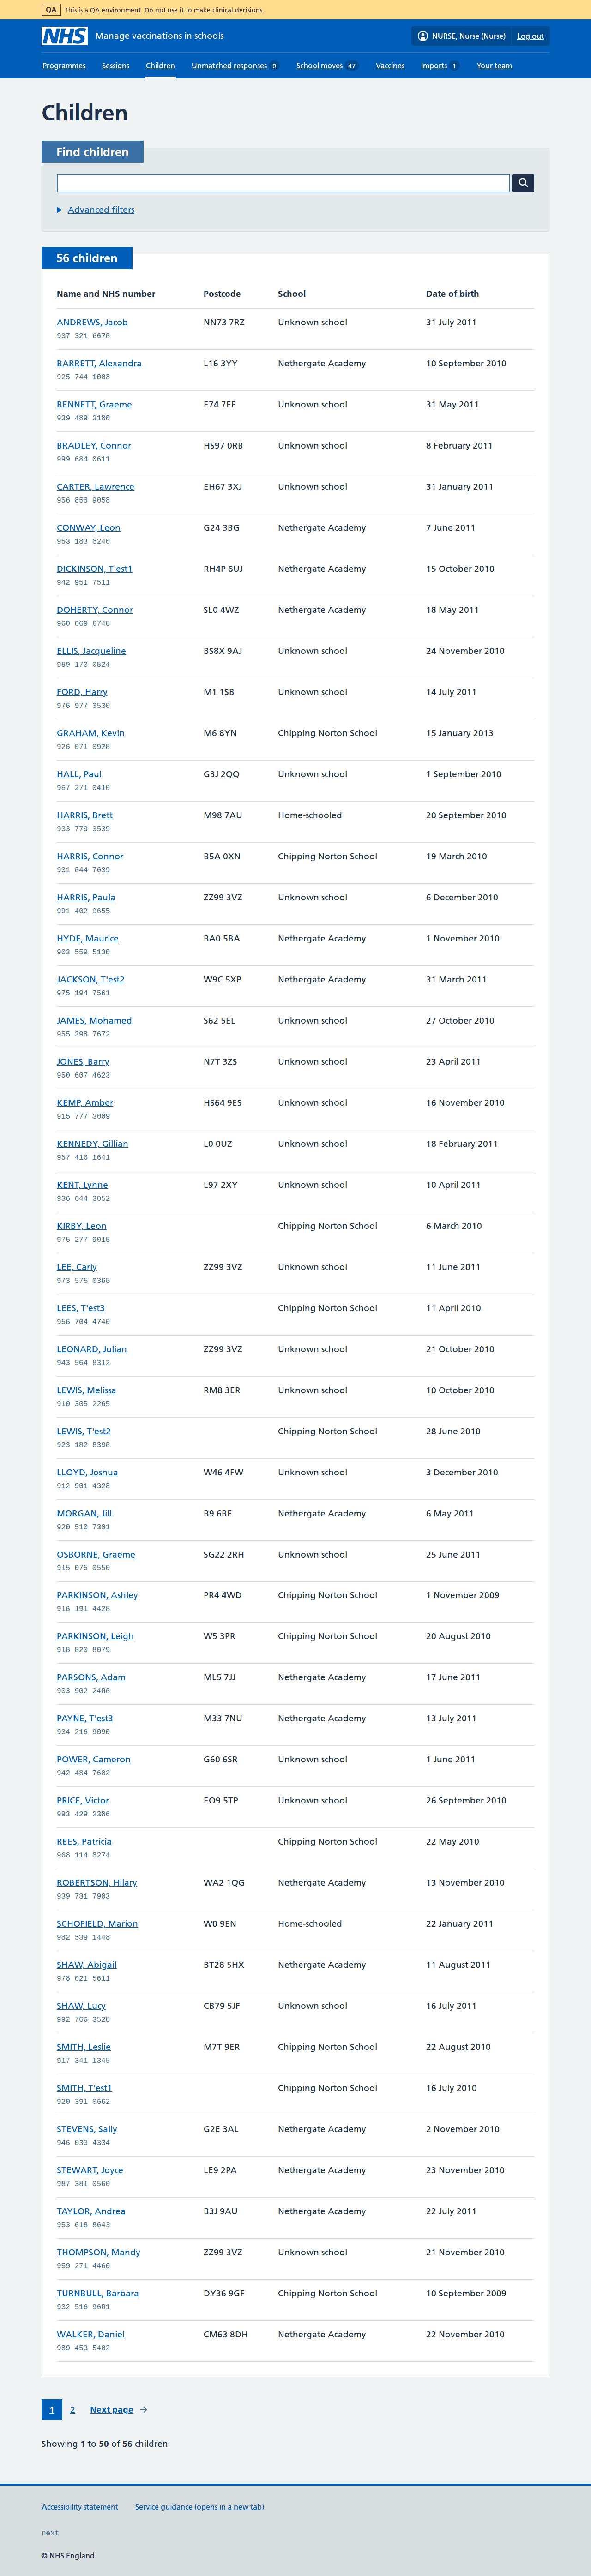 QA This is a QA environment. Do not use it to make clinical decisions.
NHS Manage vaccinations in schools NURSE, Nurse (Nurse) Log out
Programmes Sessions Children Unmatched responses 0 School moves 47 Vaccines Imports 1 Your team
Children
Find children
Advanced filters
56 children
Name and NHS number Postcode School Date of birth
ANDREWS, Jacob NN73 7RZ Unknown school 31 July 2011
937 321 6678
BARRETT, Alexandra L16 3YY Nethergate Academy 10 September 2010
925 744 1008
BENNETT, Graeme E74 7EF Unknown school 31 May 2011
939 489 3180
BRADLEY, Connor HS97 0RB Unknown school 8 February 2011
999 684 0611
CARTER, Lawrence EH67 3XJ Unknown school 31 January 2011
956 858 9058
CONWAY, Leon G24 3BG Nethergate Academy 7 June 2011
953 183 8240
DICKINSON, T'est1 RH4P 6UJ Nethergate Academy 15 October 2010
942 951 7511
DOHERTY, Connor SL0 4WZ Nethergate Academy 18 May 2011
960 069 6748
ELLIS, Jacqueline BS8X 9AJ Unknown school 24 November 2010
989 173 0824
FORD, Harry M1 1SB Unknown school 14 July 2011
976 977 3530
GRAHAM, Kevin M6 8YN Chipping Norton School 15 January 2013
926 071 0928
HALL, Paul G3J 2QQ Unknown school 1 September 2010
967 271 0410
HARRIS, Brett M98 7AU Home-schooled 20 September 2010
933 779 3539
HARRIS, Connor B5A 0XN Chipping Norton School 19 March 2010
931 844 7639
HARRIS, Paula ZZ99 3VZ Unknown school 6 December 2010
991 402 9655
HYDE, Maurice BA0 5BA Nethergate Academy 1 November 2010
903 559 5130
JACKSON, T'est2 W9C 5XP Nethergate Academy 31 March 2011
975 194 7561
JAMES, Mohamed S62 5EL Unknown school 27 October 2010
955 398 7672
JONES, Barry N7T 3ZS Unknown school 23 April 2011
950 607 4623
KEMP, Amber HS64 9ES Unknown school 16 November 2010
915 777 3009
KENNEDY, Gillian L0 0UZ Unknown school 18 February 2011
957 416 1641
KENT, Lynne L97 2XY Unknown school 10 April 2011
936 644 3052
KIRBY, Leon Chipping Norton School 6 March 2010
975 277 9018
LEE, Carly ZZ99 3VZ Unknown school 11 June 2011
973 575 0368
LEES, T'est3 Chipping Norton School 11 April 2010
956 704 4740
LEONARD, Julian ZZ99 3VZ Unknown school 21 October 2010
943 564 8312
LEWIS, Melissa RM8 3ER Unknown school 10 October 2010
910 305 2265
LEWIS, T'est2 Chipping Norton School 28 June 2010
923 182 8398
LLOYD, Joshua W46 4FW Unknown school 3 December 2010
912 901 4328
MORGAN, Jill B9 6BE Nethergate Academy 6 May 2011
920 510 7301
OSBORNE, Graeme SG22 2RH Unknown school 25 June 2011
915 075 0550
PARKINSON, Ashley PR4 4WD Chipping Norton School 1 November 2009
916 191 4428
PARKINSON, Leigh W5 3PR Chipping Norton School 20 August 2010
918 820 8079
PARSONS, Adam ML5 7JJ Nethergate Academy 17 June 2011
903 902 2488
PAYNE, T'est3 M33 7NU Nethergate Academy 13 July 2011
934 216 9090
POWER, Cameron G60 6SR Unknown school 1 June 2011
942 484 7602
PRICE, Victor EO9 5TP Unknown school 26 September 2010
993 429 2386
REES, Patricia Chipping Norton School 22 May 2010
968 114 8274
ROBERTSON, Hilary WA2 1QG Nethergate Academy 13 November 2010
939 731 7903
SCHOFIELD, Marion W0 9EN Home-schooled 22 January 2011
982 539 1448
SHAW, Abigail BT28 5HX Nethergate Academy 11 August 2011
978 021 5611
SHAW, Lucy CB79 5JF Unknown school 16 July 2011
992 766 3528
SMITH, Leslie M7T 9ER Chipping Norton School 22 August 2010
917 341 1345
SMITH, T'est1 Chipping Norton School 16 July 2010
920 391 0662
STEVENS, Sally G2E 3AL Nethergate Academy 2 November 2010
946 033 4334
STEWART, Joyce LE9 2PA Nethergate Academy 23 November 2010
987 381 0560
TAYLOR, Andrea B3J 9AU Nethergate Academy 22 July 2011
953 618 8643
THOMPSON, Mandy ZZ99 3VZ Unknown school 21 November 2010
959 271 4460
TURNBULL, Barbara DY36 9GF Chipping Norton School 10 September 2009
932 516 9681
WALKER, Daniel CM63 8DH Nethergate Academy 22 November 2010
989 453 5402
1 2 Next page →
Showing 1 to 50 of 56 children
Accessibility statement Service guidance (opens in a new tab)
next
© NHS England